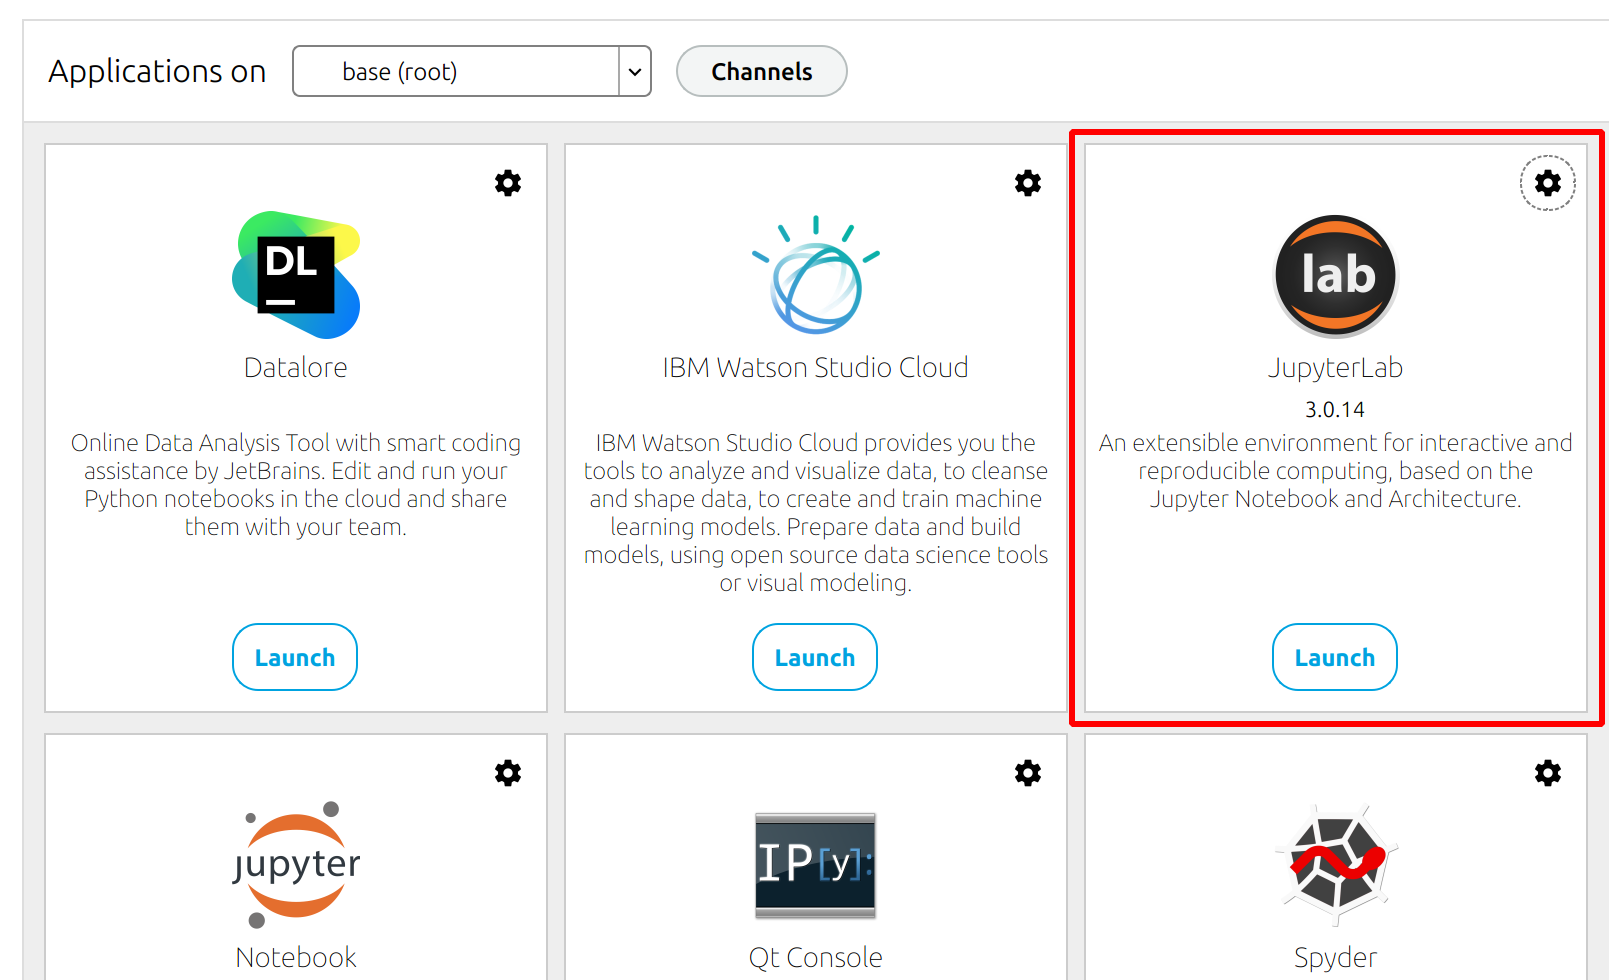 Applications on
base (root)
Channels
DL
Datalore
Online Data Analysis Tool with smart coding
assistance by JetBrains. Edit and run your
Python notebooks in the cloud and share
them with your team.
Launch
IBM Watson Studio Cloud
IBM Watson Studio Cloud provides you the
tools to analyze and visualize data, to cleanse
and shape data, to create and train machine
learning models. Prepare data and build
models, using open source data science tools
or visual modeling.
Launch
lab
JupyterLab
3.0.14
An extensible environment for interactive and
reproducible computing, based on the
Jupyter Notebook and Architecture.
Launch
jupyter
Notebook
IP[y]:
Qt Console
Spyder